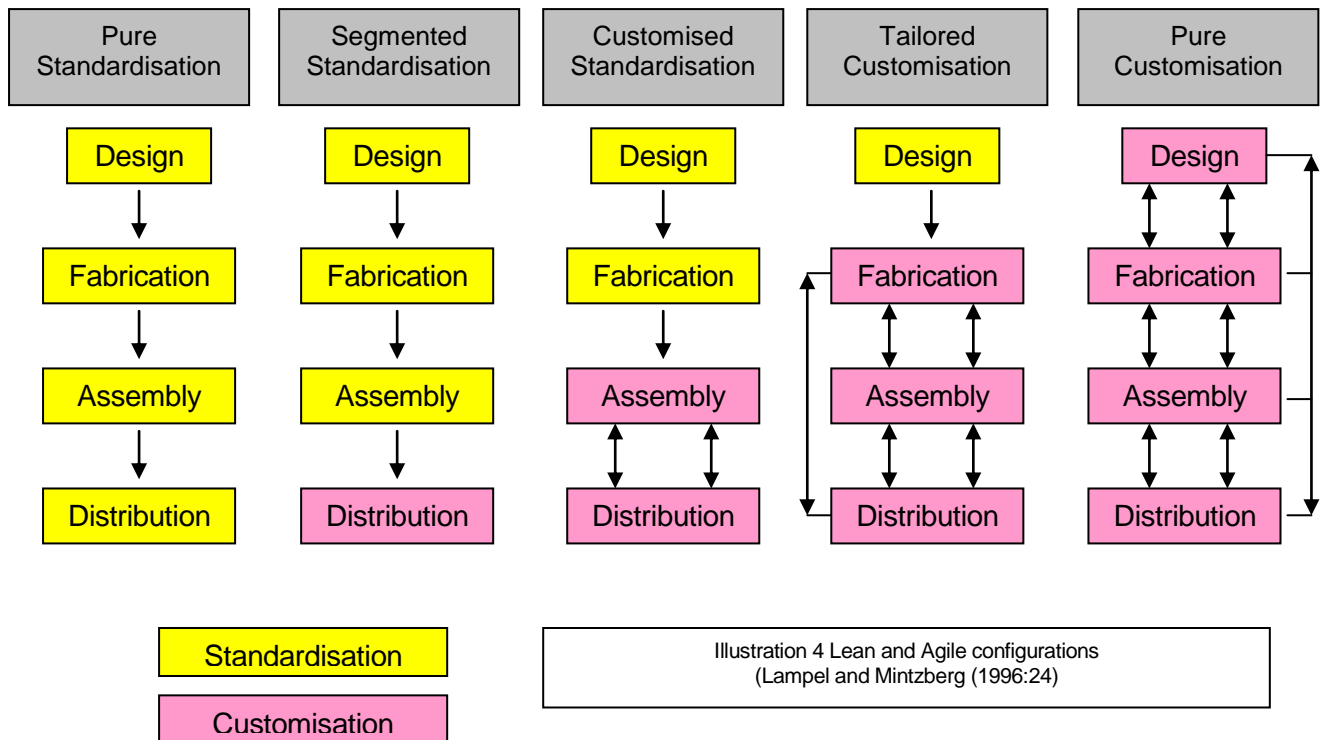 Pure
Standardisation
Segmented
Standardisation
Customised
Standardisation
Tailored
Customisation
Pure
Customisation
Design
Design
Design
Design
Design
Fabrication
Fabrication
Fabrication
Fabrication
Fabrication
Assembly
Assembly
Assembly
Assembly
Assembly
Distribution
Distribution
Distribution
Distribution
Distribution
Standardisation
Customisation
Illustration 4 Lean and Agile configurations
(Lampel and Mintzberg (1996:24)